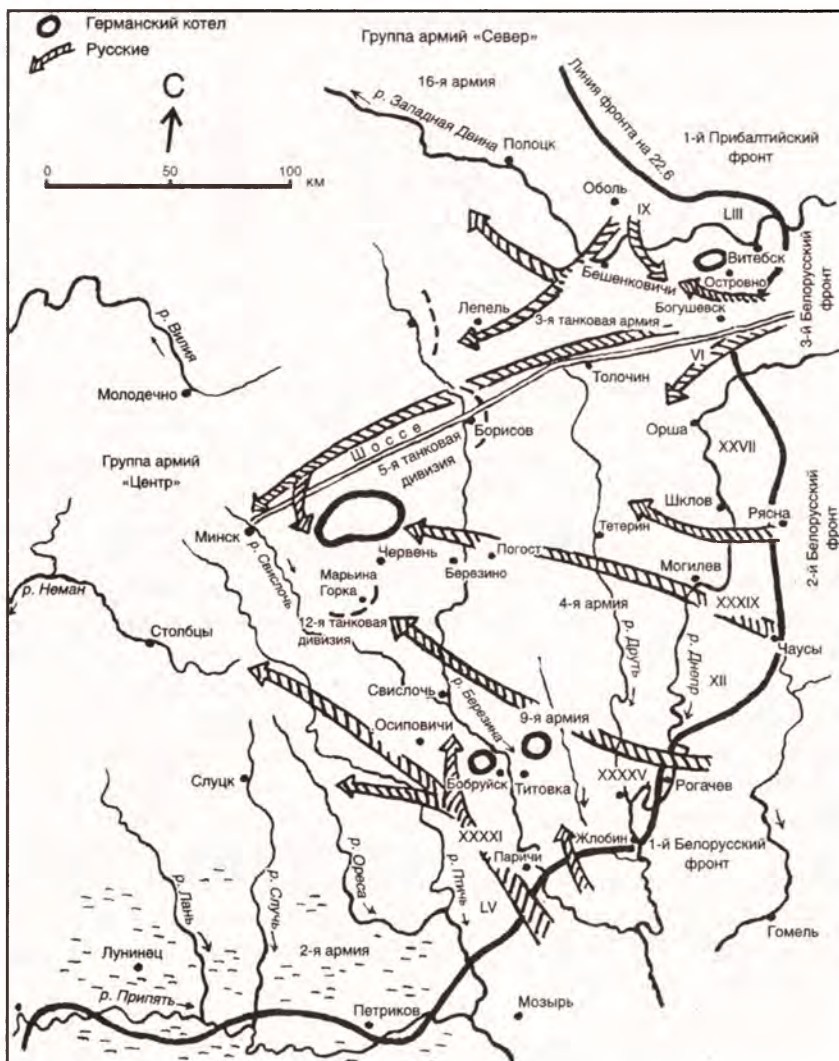 Германский котел
Русские
С
0 50 100
км
Группа армий «Север»
16-я армия
р. Западная Двина
Полоцк
Линия фронта на 22.6
1-й Прибалтийский
фронт
Оболь
IX
LIII
Витебск
Островно
Бешенковичи
Богушевск
3-й Белорусский
фронт
Лепель
3-я танковая армия
VI
р. Вилия
Молодечно
Толочин
Орша
XXVII
Борисов
Шоссе
5-я танковая
дивизия
Группа армий
«Центр»
Шклов
Рясна
2-й Белорусский
фронт
Минск
Тетерин
Червень
Березино
Погост
Могилев
р. Свислочь
Марьина
Горка
4-я армия
XXXIX
р. Неман
12-я танковая
дивизия
Столбцы
Чаусы
р. Друть
р. Днепр
XII
Свислочь
р. Березина
9-я армия
Осиповичи
Слуцк
Бобруйск
Титовка
XXXXV
Рогачев
XXXXI
Жлобин
1-й Белорусский
фронт
Паричи
р. Ореса
р. Птичь
LV
р. Лань
р. Случь
Гомель
Лунинец
2-я армия
р. Припять
Петриков
Мозырь